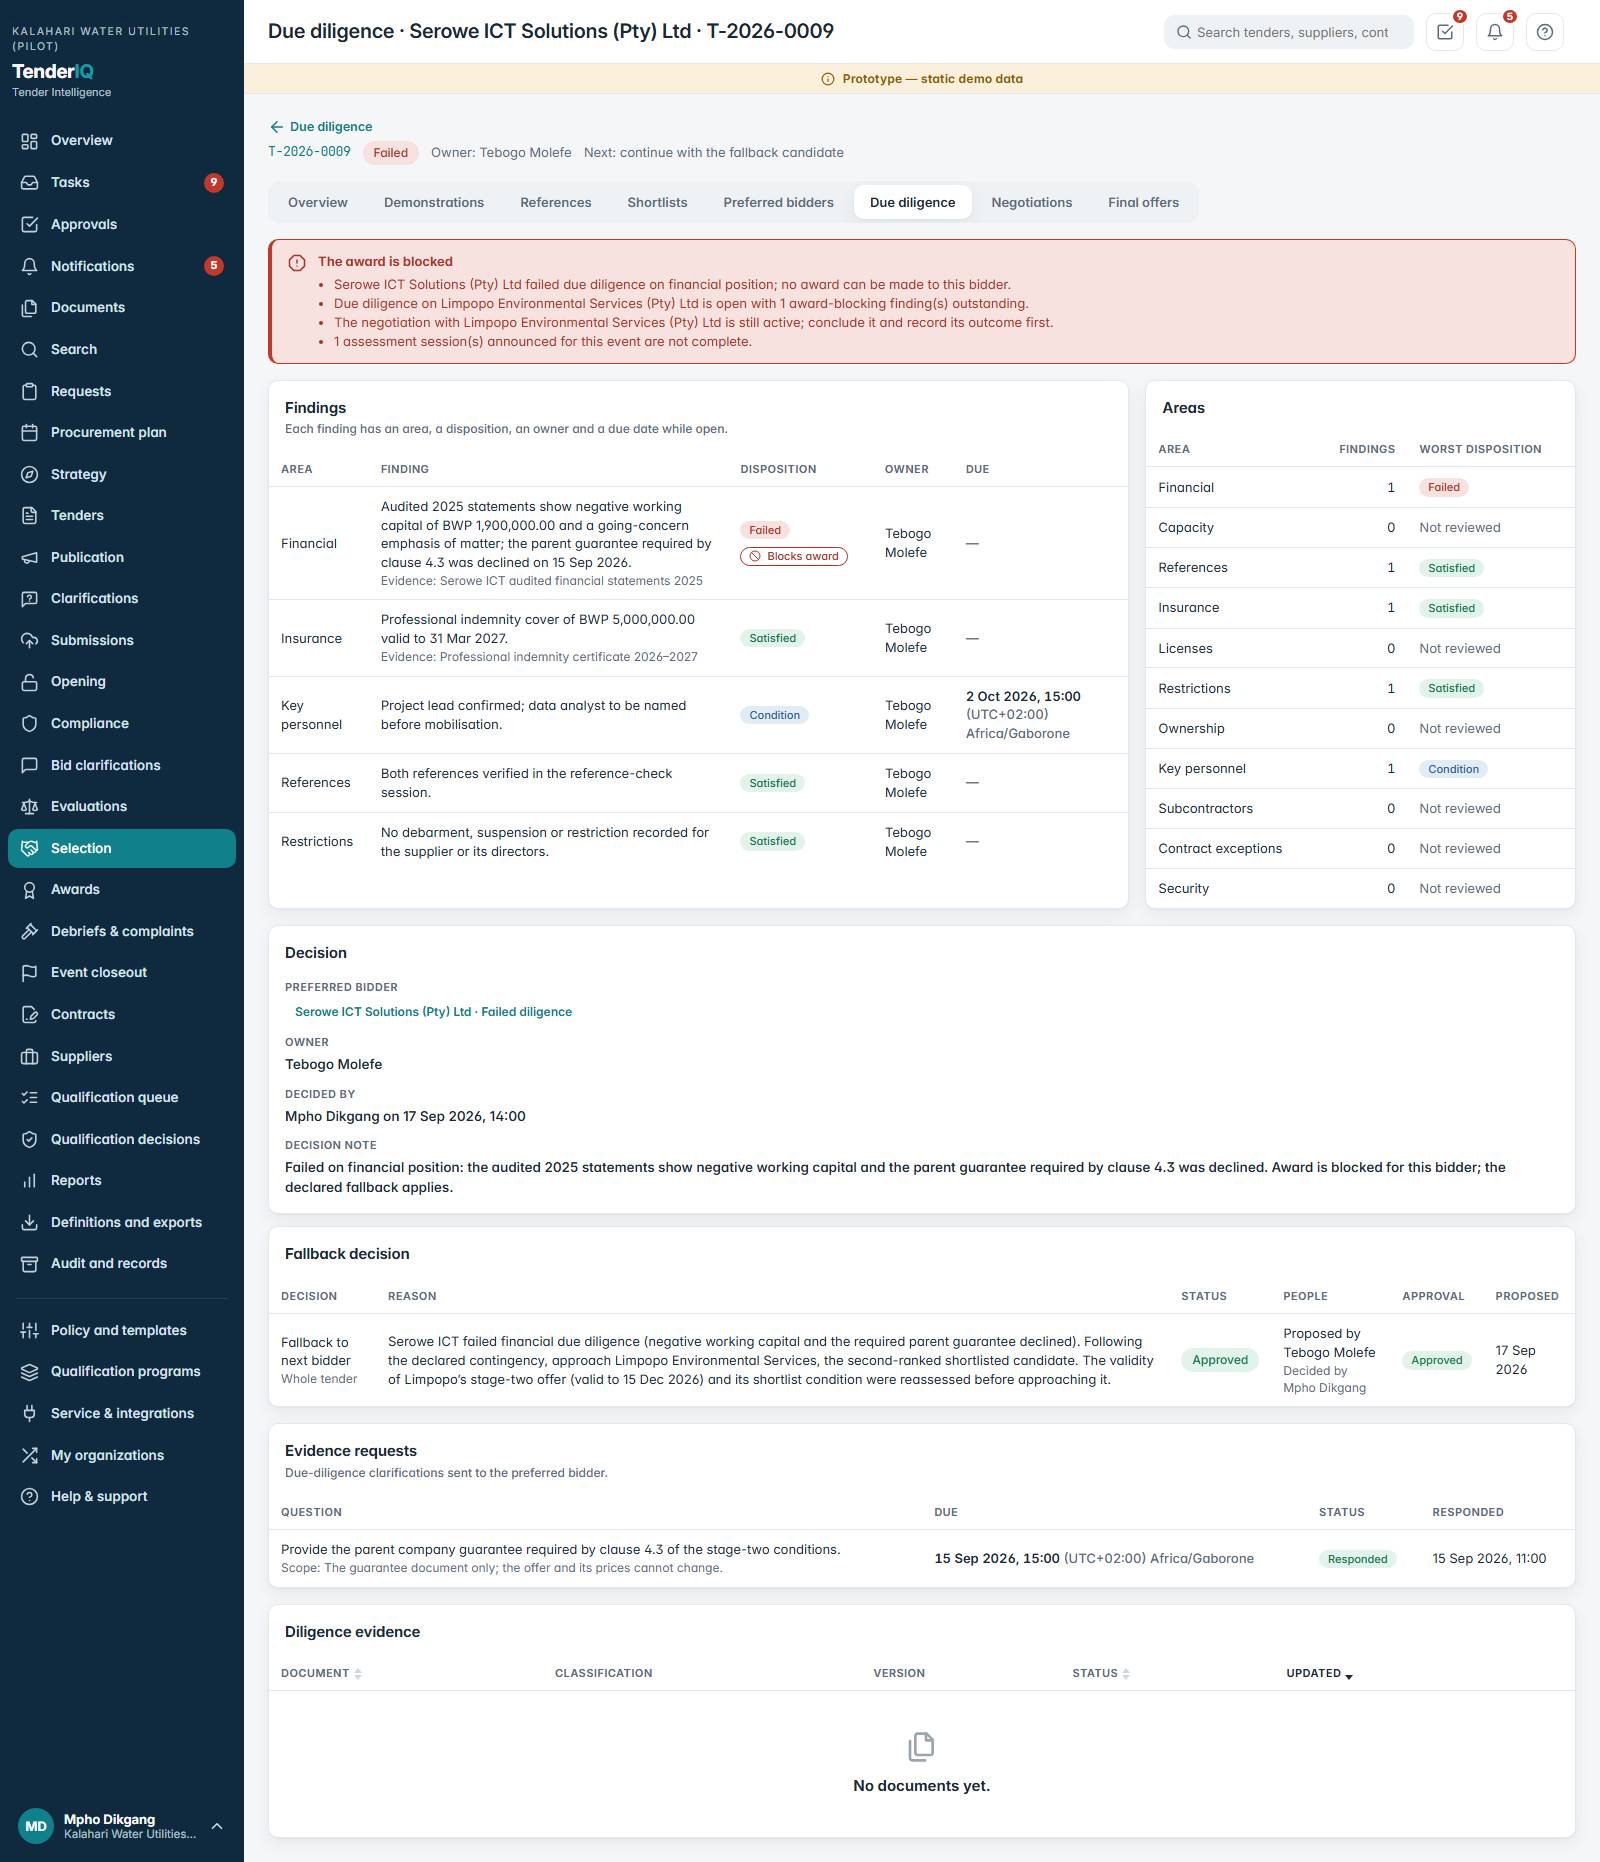 KALAHARI WATER UTILITIES
(PILOT)
TenderIQ
Tender Intelligence
Overview
Tasks 9
Approvals
Notifications 5
Documents
Search
Requests
Procurement plan
Strategy
Tenders
Publication
Clarifications
Submissions
Opening
Compliance
Bid clarifications
Evaluations
Selection
Awards
Debriefs & complaints
Event closeout
Contracts
Suppliers
Qualification queue
Qualification decisions
Reports
Definitions and exports
Audit and records
Policy and templates
Qualification programs
Service & integrations
My organizations
Help & support
MD
Mpho Dikgang
Kalahari Water Utilities...
Due diligence · Serowe ICT Solutions (Pty) Ltd · T-2026-0009
Search tenders, suppliers, cont
9
5
Prototype — static demo data
Due diligence
T-2026-0009 Failed Owner: Tebogo Molefe Next: continue with the fallback candidate
Overview Demonstrations References Shortlists Preferred bidders Due diligence Negotiations Final offers
The award is blocked
• Serowe ICT Solutions (Pty) Ltd failed due diligence on financial position; no award can be made to this bidder.
• Due diligence on Limpopo Environmental Services (Pty) Ltd is open with 1 award-blocking finding(s) outstanding.
• The negotiation with Limpopo Environmental Services (Pty) Ltd is still active; conclude it and record its outcome first.
• 1 assessment session(s) announced for this event are not complete.
Findings
Each finding has an area, a disposition, an owner and a due date while open.
AREA FINDING DISPOSITION OWNER DUE
Financial
Audited 2025 statements show negative working
capital of BWP 1,900,000.00 and a going-concern
emphasis of matter; the parent guarantee required by
clause 4.3 was declined on 15 Sep 2026.
Evidence: Serowe ICT audited financial statements 2025
Failed
Blocks award
Tebogo
Molefe
—
Insurance
Professional indemnity cover of BWP 5,000,000.00
valid to 31 Mar 2027.
Evidence: Professional indemnity certificate 2026–2027
Satisfied
Tebogo
Molefe
—
Key
personnel
Project lead confirmed; data analyst to be named
before mobilisation.
Condition
Tebogo
Molefe
2 Oct 2026, 15:00
(UTC+02:00)
Africa/Gaborone
References
Both references verified in the reference-check
session.
Satisfied
Tebogo
Molefe
—
Restrictions
No debarment, suspension or restriction recorded for
the supplier or its directors.
Satisfied
Tebogo
Molefe
—
Areas
AREA FINDINGS WORST DISPOSITION
Financial 1 Failed
Capacity 0 Not reviewed
References 1 Satisfied
Insurance 1 Satisfied
Licenses 0 Not reviewed
Restrictions 1 Satisfied
Ownership 0 Not reviewed
Key personnel 1 Condition
Subcontractors 0 Not reviewed
Contract exceptions 0 Not reviewed
Security 0 Not reviewed
Decision
PREFERRED BIDDER
Serowe ICT Solutions (Pty) Ltd · Failed diligence
OWNER
Tebogo Molefe
DECIDED BY
Mpho Dikgang on 17 Sep 2026, 14:00
DECISION NOTE
Failed on financial position: the audited 2025 statements show negative working capital and the parent guarantee required by clause 4.3 was declined. Award is blocked for this bidder; the
declared fallback applies.
Fallback decision
DECISION REASON STATUS PEOPLE APPROVAL PROPOSED
Fallback to
next bidder
Whole tender
Serowe ICT failed financial due diligence (negative working capital and the required parent guarantee declined). Following
the declared contingency, approach Limpopo Environmental Services, the second-ranked shortlisted candidate. The validity
of Limpopo's stage-two offer (valid to 15 Dec 2026) and its shortlist condition were reassessed before approaching it.
Approved
Proposed by
Tebogo Molefe
Decided by
Mpho Dikgang
Approved
17 Sep
2026
Evidence requests
Due-diligence clarifications sent to the preferred bidder.
QUESTION DUE STATUS RESPONDED
Provide the parent company guarantee required by clause 4.3 of the stage-two conditions.
Scope: The guarantee document only; the offer and its prices cannot change.
15 Sep 2026, 15:00 (UTC+02:00) Africa/Gaborone
Responded
15 Sep 2026, 11:00
Diligence evidence
DOCUMENT CLASSIFICATION VERSION STATUS UPDATED
No documents yet.